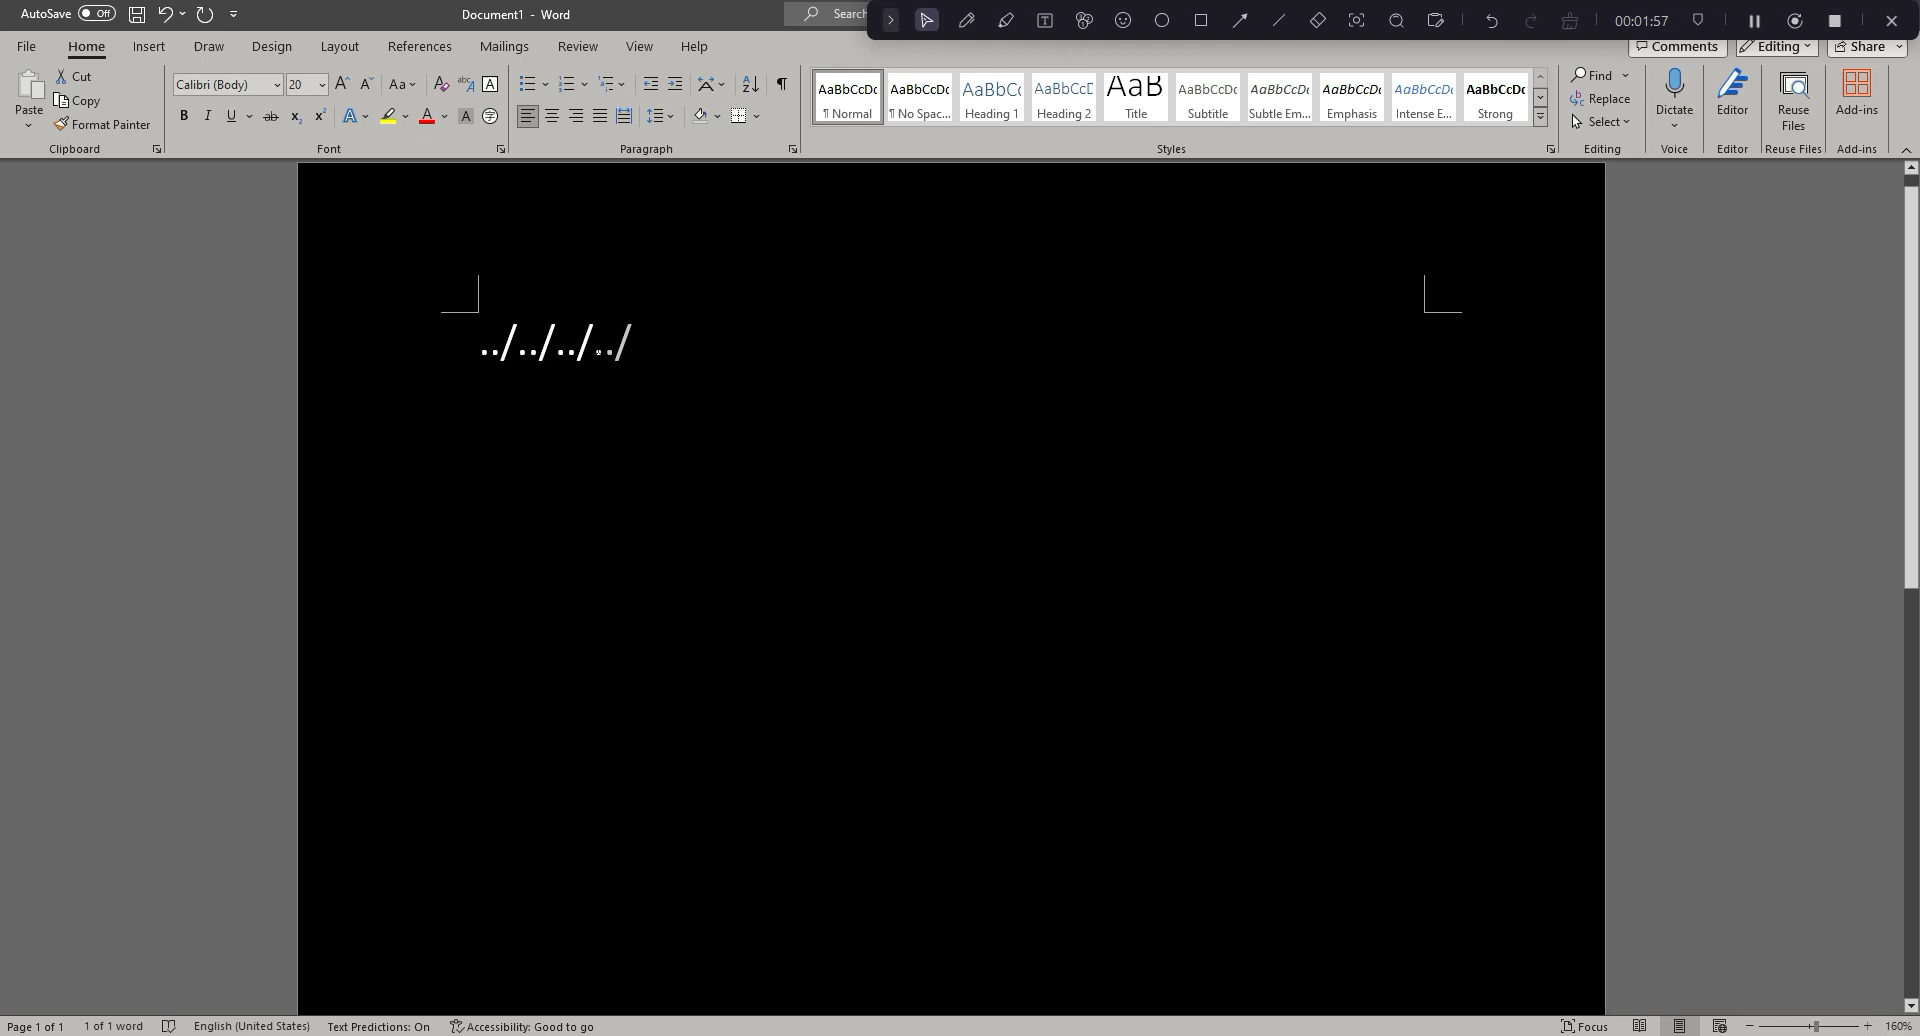 AutoSave Off Document1 - Word Search 00:01:57
File Home Insert Draw Design Layout References Mailings Review View Help Comments Editing Share
Paste Cut Copy Format Painter
Calibri (Body) 20 Aa
B I U ab x₂ x² A A A
AaBbCcDc AaBbCcDc AaBbCc AaBbCcD AaB AaBbCcDc AaBbCcDc AaBbCcDc AaBbCcDc AaBbCcDc
¶ Normal ¶ No Spac... Heading 1 Heading 2 Title Subtitle Subtle Em... Emphasis Intense E... Strong
Find Replace Select
Dictate Editor Reuse Files Add-ins
Clipboard Font Paragraph Styles Editing Voice Editor Reuse Files Add-ins
../../../../
Page 1 of 1 1 of 1 word English (United States) Text Predictions: On Accessibility: Good to go Focus 160%